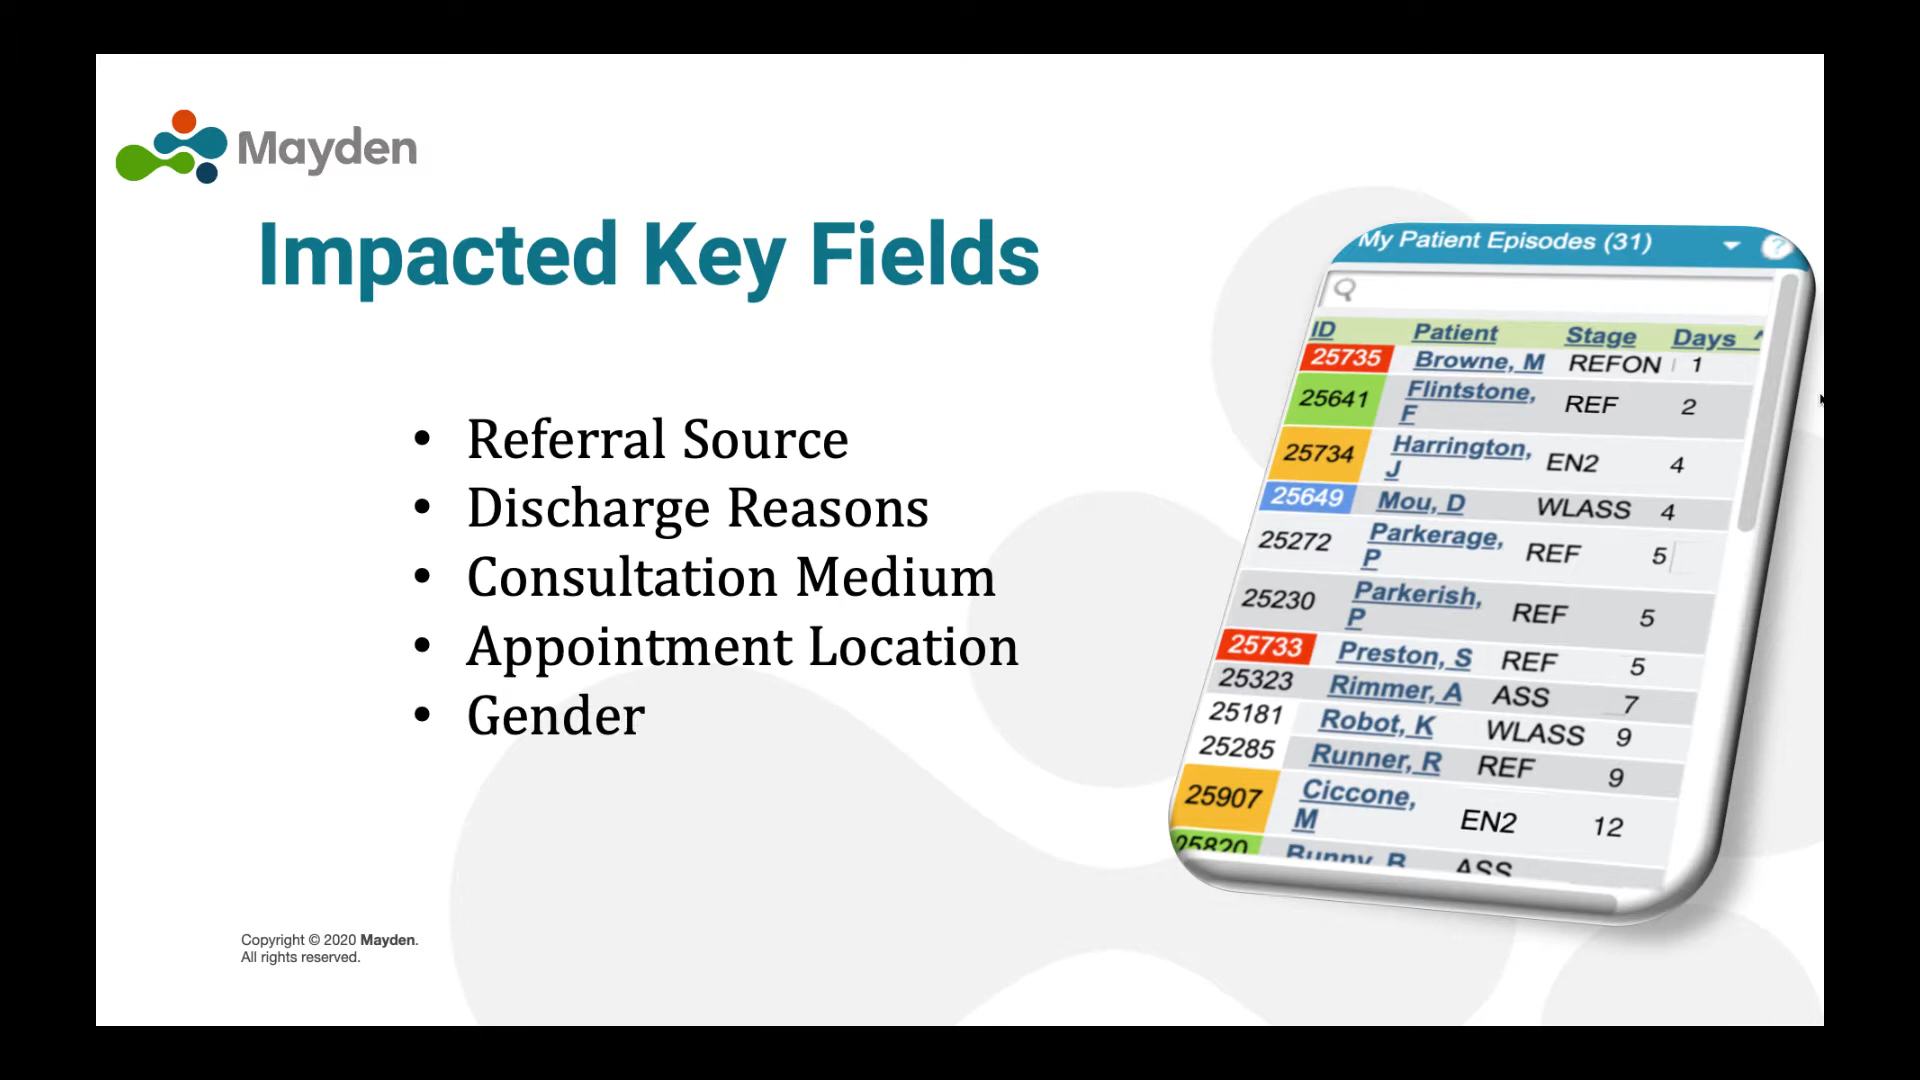 Mayden
Impacted Key Fields
• Referral Source
• Discharge Reasons
• Consultation Medium
• Appointment Location
• Gender
My Patient Episodes (31)
?
ID Patient Stage Days ^
25735 Browne, M REFON 1
25641 Flintstone, F REF 2
25734 Harrington, J EN2 4
25649 Mou, D WLASS 4
25272 Parkerage, P REF 5
25230 Parkerish, P REF 5
25733 Preston, S REF 5
25323 Rimmer, A ASS 7
25181 Robot, K WLASS 9
25285 Runner, R REF 9
25907 Ciccone, M EN2 12
25820 Bunny, B ASS
Copyright © 2020 Mayden.
All rights reserved.